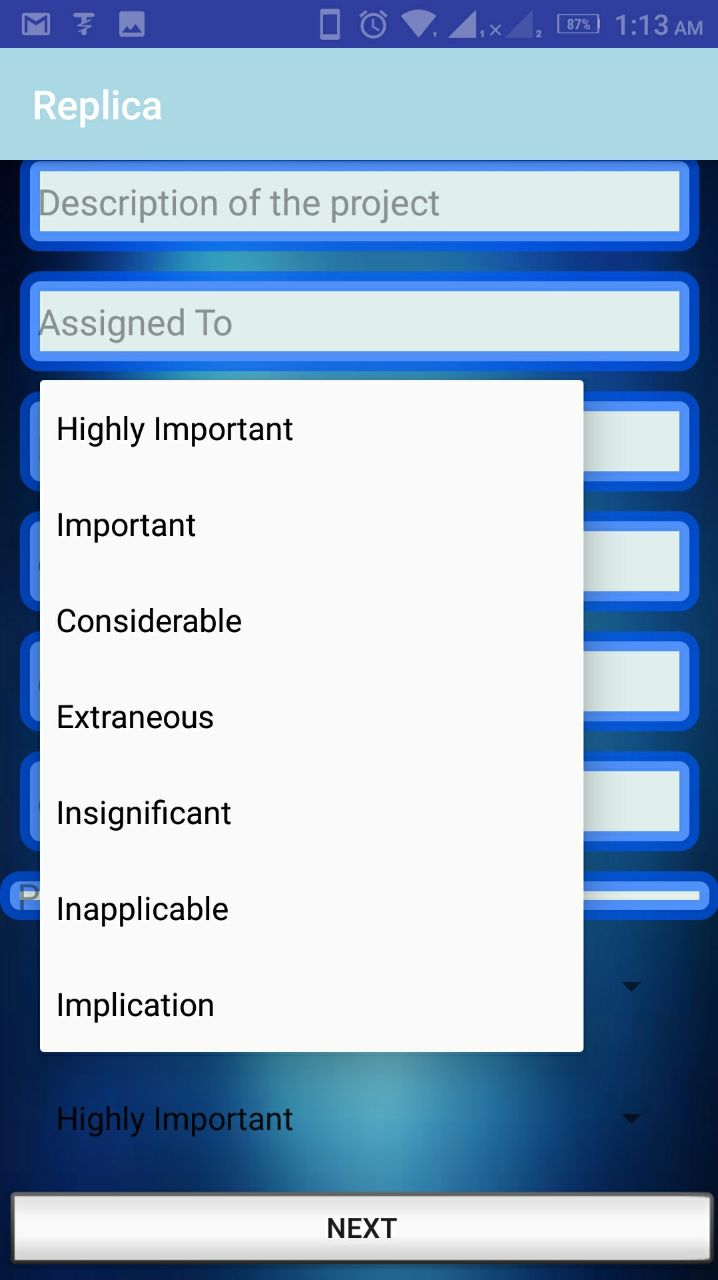 87%
1:13 AM
Replica
Description of the project
Assigned To
Highly Important
Important
Considerable
Extraneous
Insignificant
Inapplicable
Implication
Highly Important
NEXT